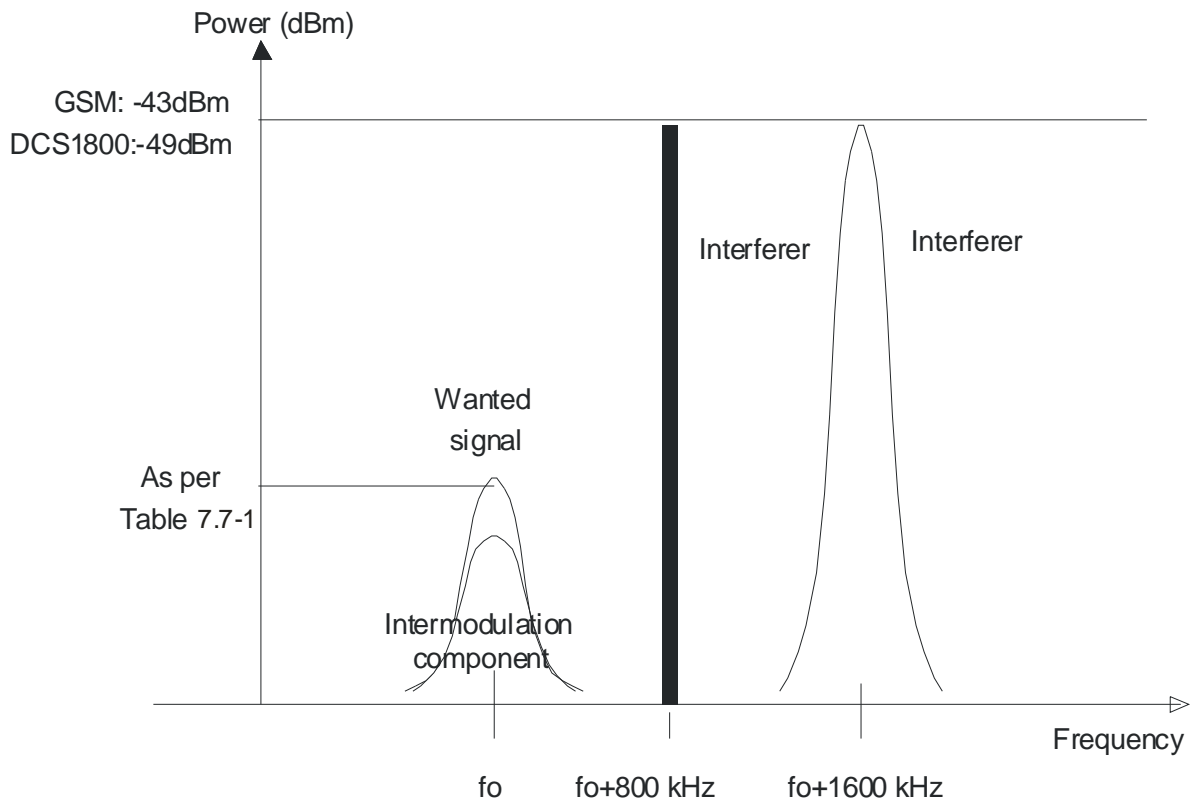 Power (dBm)
GSM: -43dBm
DCS1800:-49dBm
Interferer
Interferer
Wanted
signal
As per
Table 7.7-1
Intermodulation
component
Frequency
fo
fo+800 kHz
fo+1600 kHz